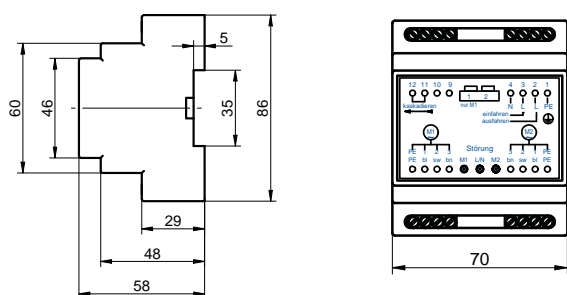 5
60
46
35
86
29
48
58
12 11 10 9
4 3 2 1
1 2
kaskadieren
nur M1
N L L PE
einfahren
ausfahren
M1
M2
PE 1 2 3
Störung
3 2 1 PE
PE bl sw bn
M1 L/N M2
bn sw bl PE
70